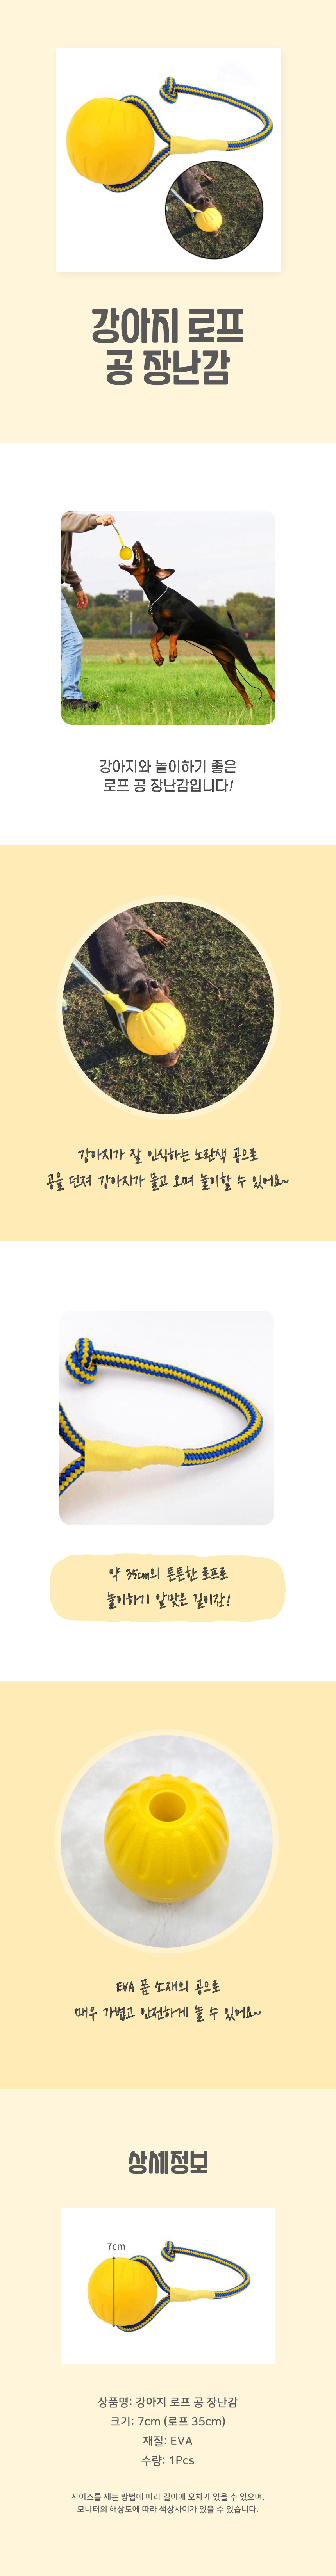 강아지 로프
공 장난감
강아지와 놀이하기 좋은
로프 공 장난감입니다!
강아지가 잘 인식하는 노란색 공으로
공을 던져 강아지가 물고 오며 놀이할 수 있어요~
약 35cm의 튼튼한 로프로
놀이하기 알맞은 길이감!
EVA 폼 소재의 공으로
매우 가볍고 안전하게 놀 수 있어요~
상세정보
7cm
상품명: 강아지 로프 공 장난감
크기: 7cm (로프 35cm)
재질: EVA
수량: 1Pcs
사이즈를 재는 방법에 따라 길이에 오차가 있을 수 있으며,
모니터의 해상도에 따라 색상차이가 있을 수 있습니다.